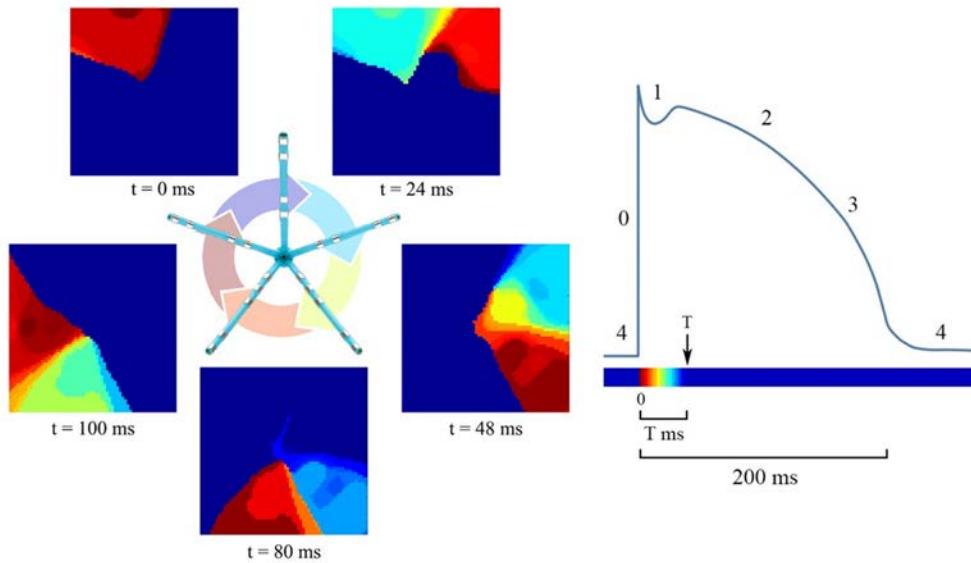 t = 0 ms
t = 24 ms
t = 100 ms
t = 48 ms
t = 80 ms
1
2
0
3
4
4
T
0
T ms
200 ms